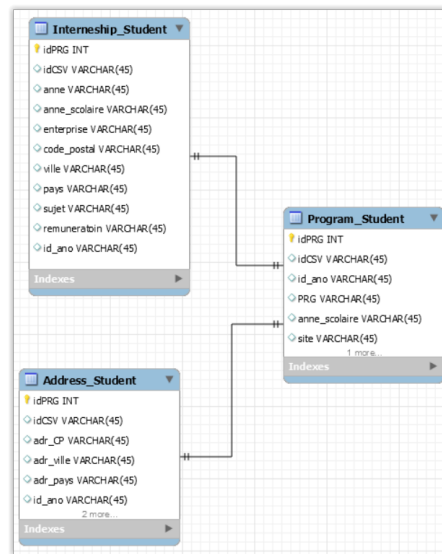 Interneship_Student
idPRG INT
idCSV VARCHAR(45)
anne VARCHAR(45)
anne_scolaire VARCHAR(45)
enterprise VARCHAR(45)
code_postal VARCHAR(45)
ville VARCHAR(45)
pays VARCHAR(45)
sujet VARCHAR(45)
remuneratoin VARCHAR(45)
id_ano VARCHAR(45)
Indexes
Program_Student
idPRG INT
idCSV VARCHAR(45)
id_ano VARCHAR(45)
PRG VARCHAR(45)
anne_scolaire VARCHAR(45)
site VARCHAR(45)
1 more...
Indexes
Address_Student
idPRG INT
idCSV VARCHAR(45)
adr_CP VARCHAR(45)
adr_ville VARCHAR(45)
adr_pays VARCHAR(45)
id_ano VARCHAR(45)
2 more...
Indexes